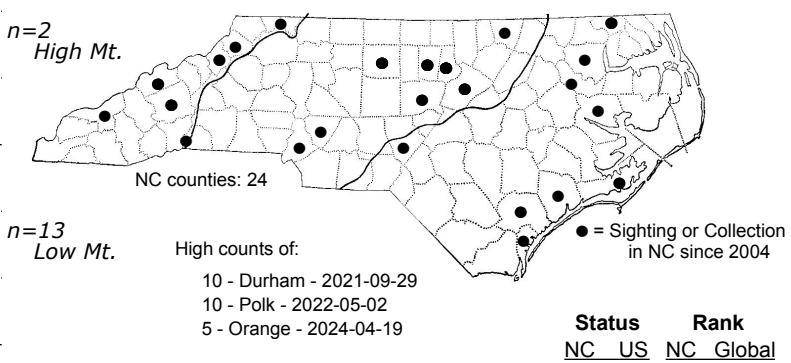 n=2
High Mt.
NC counties: 24
n=13
Low Mt.
High counts of:
10 - Durham - 2021-09-29
10 - Polk - 2022-05-02
5 - Orange - 2024-04-19
● = Sighting or Collection
in NC since 2004
Status Rank
NC US NC Global